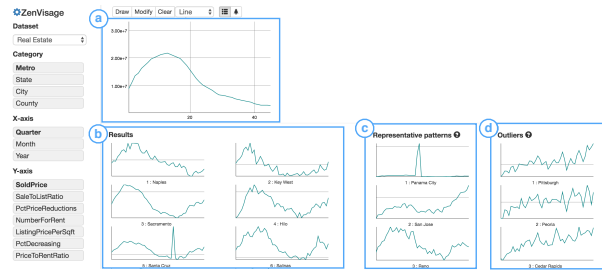 ZenVisage
Dataset
Real Estate
Category
Metro
State
City
County
X-axis
Quarter
Month
Year
Y-axis
SoldPrice
SaleToListRatio
PctPriceReductions
NumberForRent
ListingPricePerSqft
PctDecreasing
PriceToRentRatio
Draw Modify Clear Line
a
3.00e+7
2.00e+7
1.00e+7
20 40
b
Results
1 : Naples
2 : Key West
3 : Sacramento
4 : Hilo
5 : Santa Cruz
6 : Salinas
c
Representative patterns ?
1 : Panama City
2 : San Jose
3 : Reno
d
Outliers ?
1 : Pittsburgh
2 : Peoria
3 : Cedar Rapids